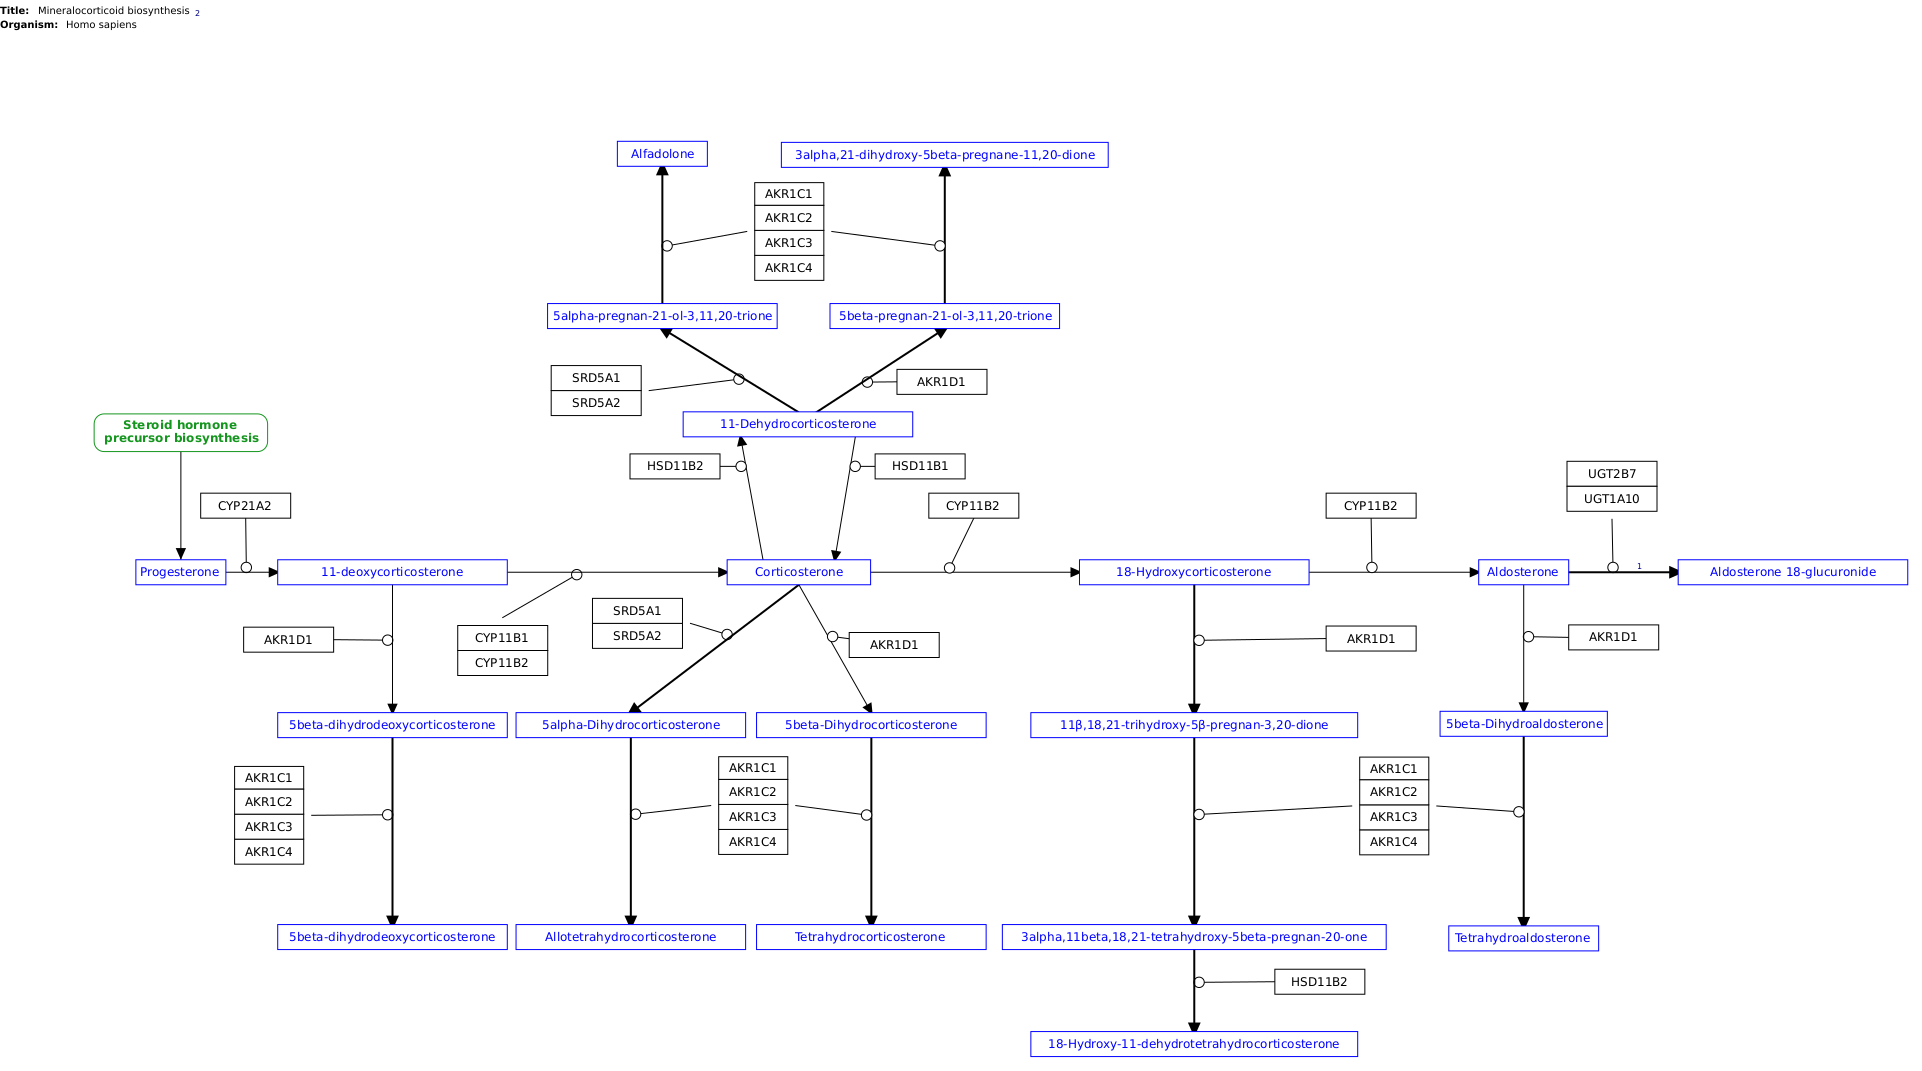 Title: Mineralocorticoid biosynthesis 2
Organism: Homo sapiens
Alfadolone
3alpha,21-dihydroxy-5beta-pregnane-11,20-dione
AKR1C1
AKR1C2
AKR1C3
AKR1C4
5alpha-pregnan-21-ol-3,11,20-trione
5beta-pregnan-21-ol-3,11,20-trione
SRD5A1
SRD5A2
AKR1D1
11-Dehydrocorticosterone
Steroid hormone
precursor biosynthesis
HSD11B2
HSD11B1
UGT2B7
UGT1A10
CYP21A2
CYP11B2
CYP11B2
Progesterone
11-deoxycorticosterone
Corticosterone
18-Hydroxycorticosterone
Aldosterone
1
Aldosterone 18-glucuronide
AKR1D1
CYP11B1
CYP11B2
SRD5A1
SRD5A2
AKR1D1
AKR1D1
AKR1D1
5beta-dihydrodeoxycorticosterone
5alpha-Dihydrocorticosterone
5beta-Dihydrocorticosterone
11β,18,21-trihydroxy-5β-pregnan-3,20-dione
5beta-Dihydroaldosterone
AKR1C1
AKR1C2
AKR1C3
AKR1C4
AKR1C1
AKR1C2
AKR1C3
AKR1C4
AKR1C1
AKR1C2
AKR1C3
AKR1C4
5beta-dihydrodeoxycorticosterone
Allotetrahydrocorticosterone
Tetrahydrocorticosterone
3alpha,11beta,18,21-tetrahydroxy-5beta-pregnan-20-one
Tetrahydroaldosterone
HSD11B2
18-Hydroxy-11-dehydrotetrahydrocorticosterone